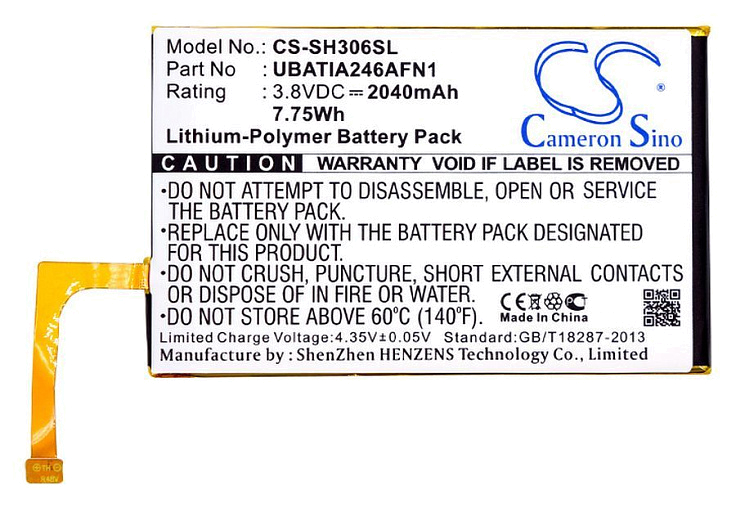 Model No.: CS-SH306SL
Part No : UBATIA246AFN1
Rating : 3.8VDC ⎓ 2040mAh
7.75Wh
Lithium-Polymer Battery Pack
CS ®
Cameron Sino
CAUTION WARRANTY VOID IF LABEL IS REMOVED
•DO NOT ATTEMPT TO DISASSEMBLE, OPEN OR SERVICE
THE BATTERY PACK.
•REPLACE ONLY WITH THE BATTERY PACK DESIGNATED
FOR THIS PRODUCT.
•DO NOT CRUSH, PUNCTURE, SHORT EXTERNAL CONTACTS
OR DISPOSE OF IN FIRE OR WATER.
•DO NOT STORE ABOVE 60°C (140°F).
CE
Made In China
Limited Charge Voltage:4.35V±0.05V Standard:GB/T18287-2013
Manufacturer : ShenZhen HENZENS Technology Co., Limited